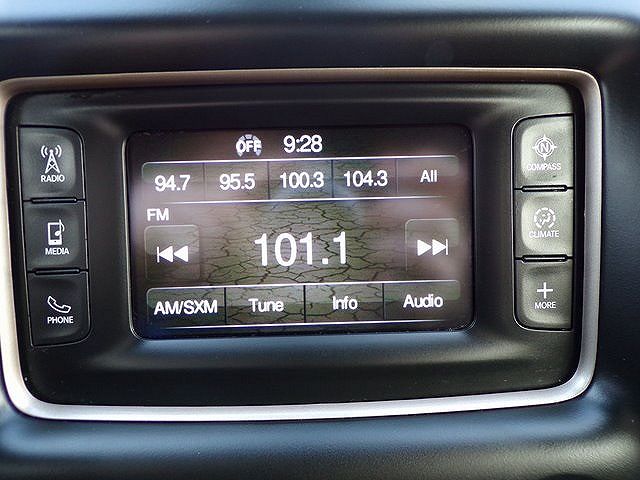 OFF 9:28
94.7 95.5 100.3 104.3 All
FM
101.1
AM/SXM Tune Info Audio
RADIO
MEDIA
PHONE
N
COMPASS
CLIMATE
MORE